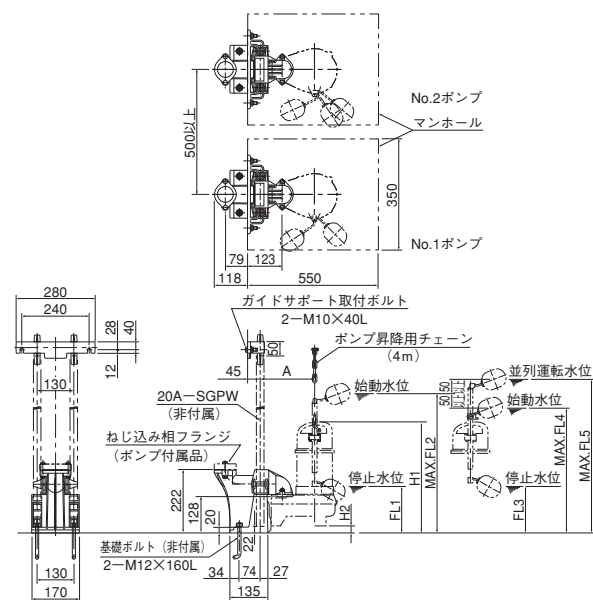 No.2ポンプ
マンホール
500以上
350
No.1ポンプ
79
123
118
550
280
240
28
40
12
130
ガイドサポート取付ボルト
2−M10×40L
50
ポンプ昇降用チェーン
(4m)
45
A
20A−SGPW
(非付属)
ねじ込み相フランジ
(ポンプ付属品)
始動水位
停止水位
50
50
並列運転水位
始動水位
停止水位
222
128
20
22
H2
FL1
H1
MAX.FL2
FL3
MAX.FL4
MAX.FL5
基礎ボルト(非付属)
2−M12×160L
34
74
27
135
130
170